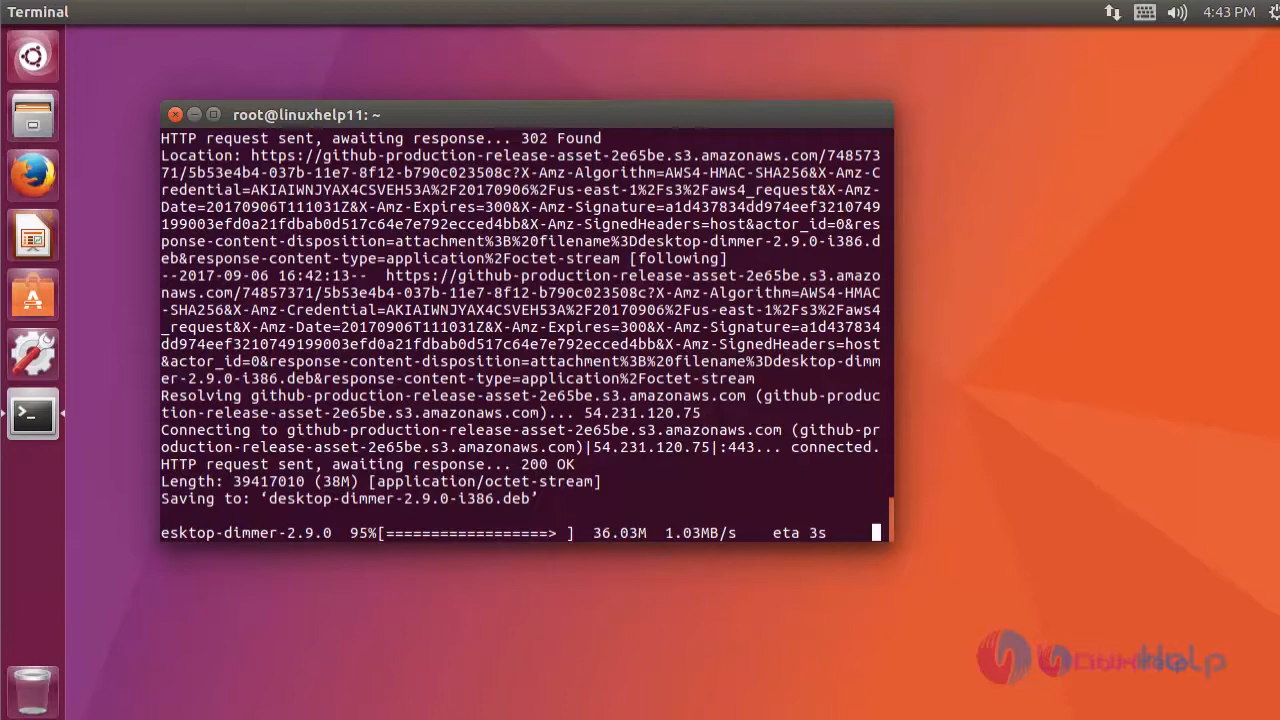 Terminal
4:43 PM
root@linuxhelp11: ~
HTTP request sent, awaiting response... 302 Found
Location: https://github-production-release-asset-2e65be.s3.amazonaws.com/748573
71/5b53e4b4-037b-11e7-8f12-b790c023508c?X-Amz-Algorithm=AWS4-HMAC-SHA256&X-Amz-C
redential=AKIAIWNJYAX4CSVEH53A%2F20170906%2Fus-east-1%2Fs3%2Faws4_request&X-Amz-
Date=20170906T111031Z&X-Amz-Expires=300&X-Amz-Signature=a1d437834dd974eef3210749
199003efd0a21fdbab0d517c64e7e792ecced4bb&X-Amz-SignedHeaders=host&actor_id=0&res
ponse-content-disposition=attachment%3B%20filename%3Ddesktop-dimmer-2.9.0-i386.d
eb&response-content-type=application%2Foctet-stream [following]
--2017-09-06 16:42:13--  https://github-production-release-asset-2e65be.s3.amazo
naws.com/74857371/5b53e4b4-037b-11e7-8f12-b790c023508c?X-Amz-Algorithm=AWS4-HMAC
-SHA256&X-Amz-Credential=AKIAIWNJYAX4CSVEH53A%2F20170906%2Fus-east-1%2Fs3%2Faws4
_request&X-Amz-Date=20170906T111031Z&X-Amz-Expires=300&X-Amz-Signature=a1d437834
dd974eef3210749199003efd0a21fdbab0d517c64e7e792ecced4bb&X-Amz-SignedHeaders=host
&actor_id=0&response-content-disposition=attachment%3B%20filename%3Ddesktop-dimm
er-2.9.0-i386.deb&response-content-type=application%2Foctet-stream
Resolving github-production-release-asset-2e65be.s3.amazonaws.com (github-produc
tion-release-asset-2e65be.s3.amazonaws.com)... 54.231.120.75
Connecting to github-production-release-asset-2e65be.s3.amazonaws.com (github-pr
oduction-release-asset-2e65be.s3.amazonaws.com)|54.231.120.75|:443... connected.
HTTP request sent, awaiting response... 200 OK
Length: 39417010 (38M) [application/octet-stream]
Saving to: ‘desktop-dimmer-2.9.0-i386.deb’
esktop-dimmer-2.9.0  95%[==================> ]  36.03M  1.03MB/s    eta 3s